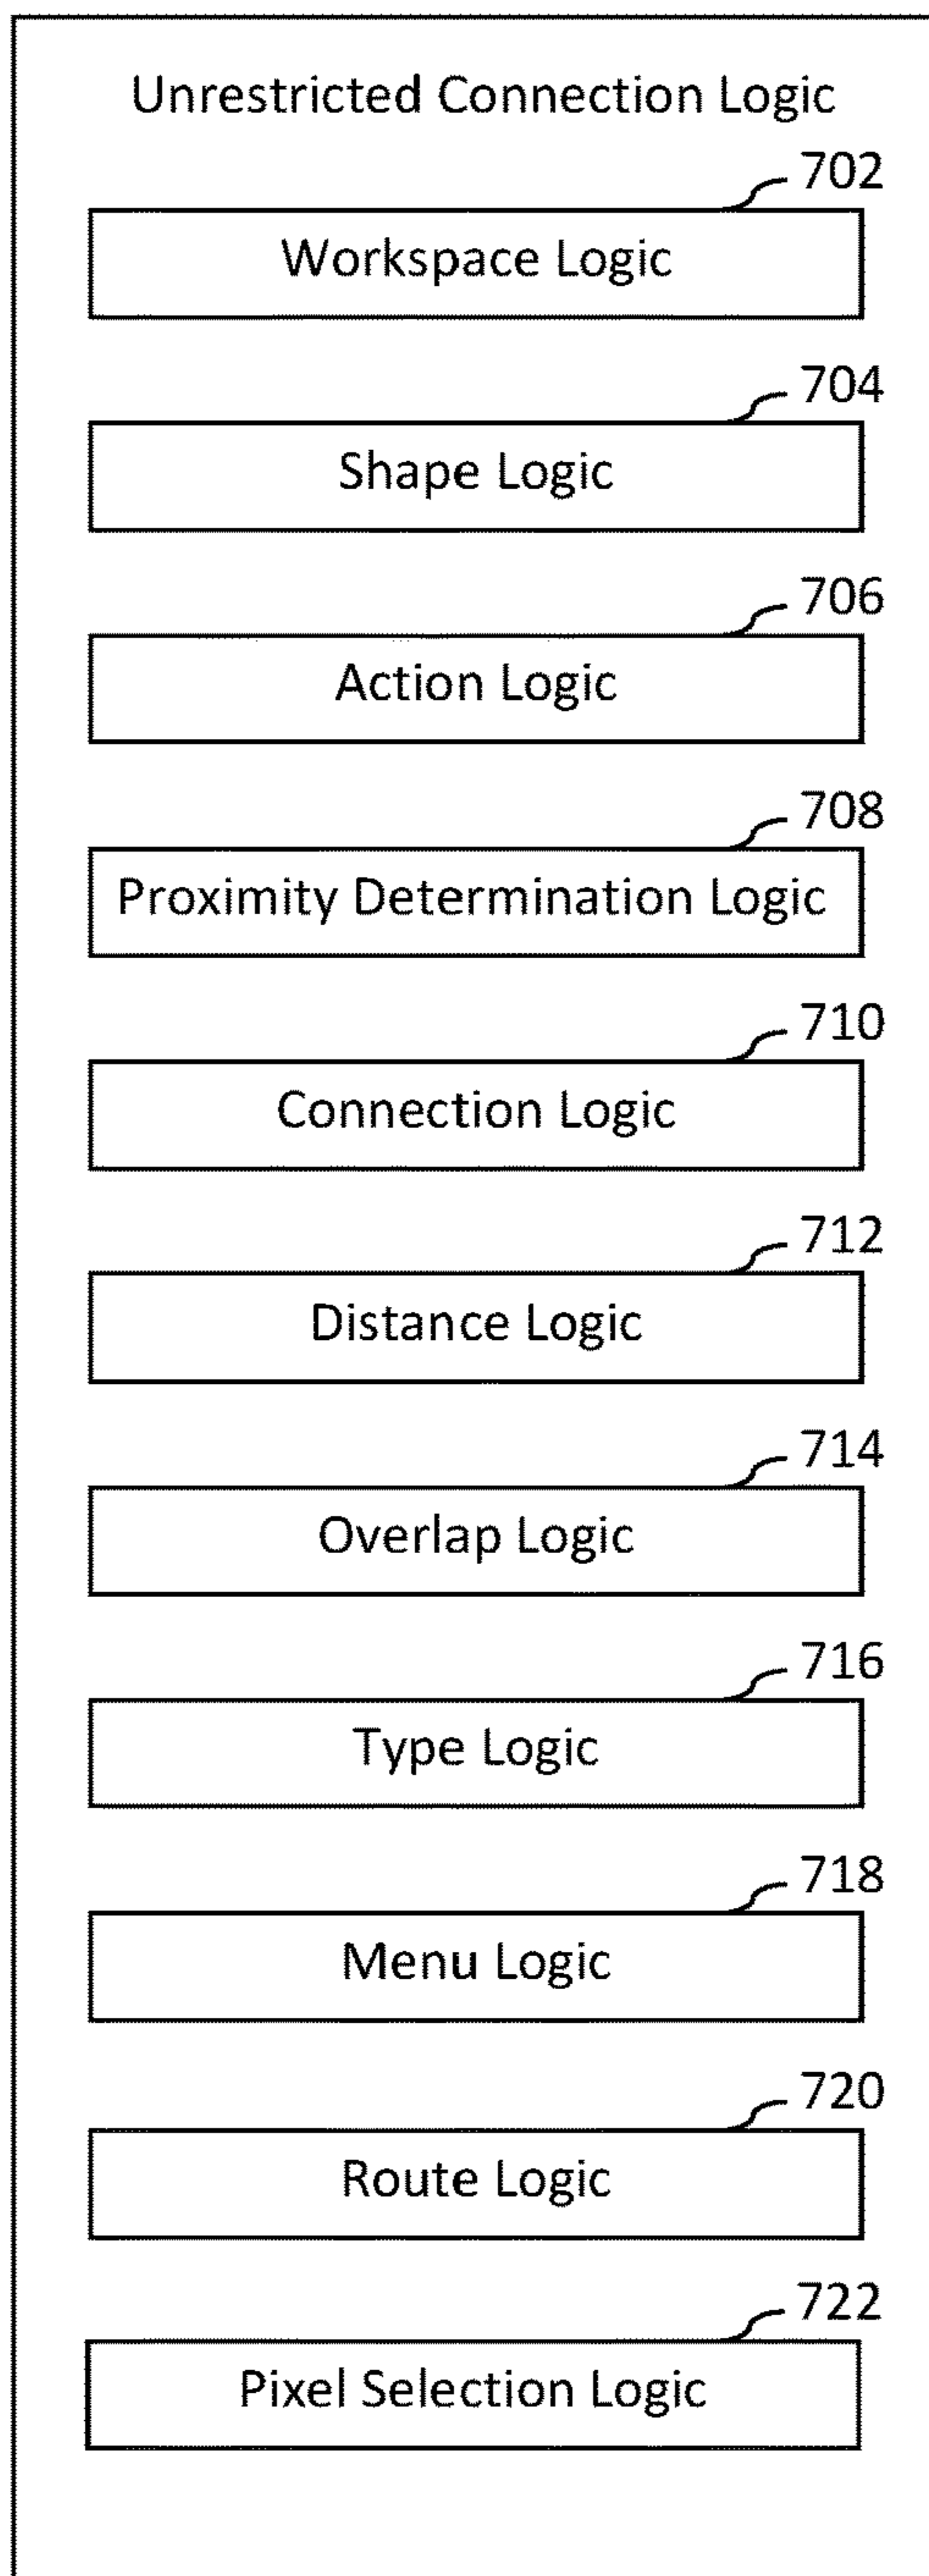 Unrestricted Connection Logic
702
Workspace Logic
704
Shape Logic
706
Action Logic
708
Proximity Determination Logic
710
Connection Logic
712
Distance Logic
714
Overlap Logic
716
Type Logic
718
Menu Logic
720
Route Logic
722
Pixel Selection Logic